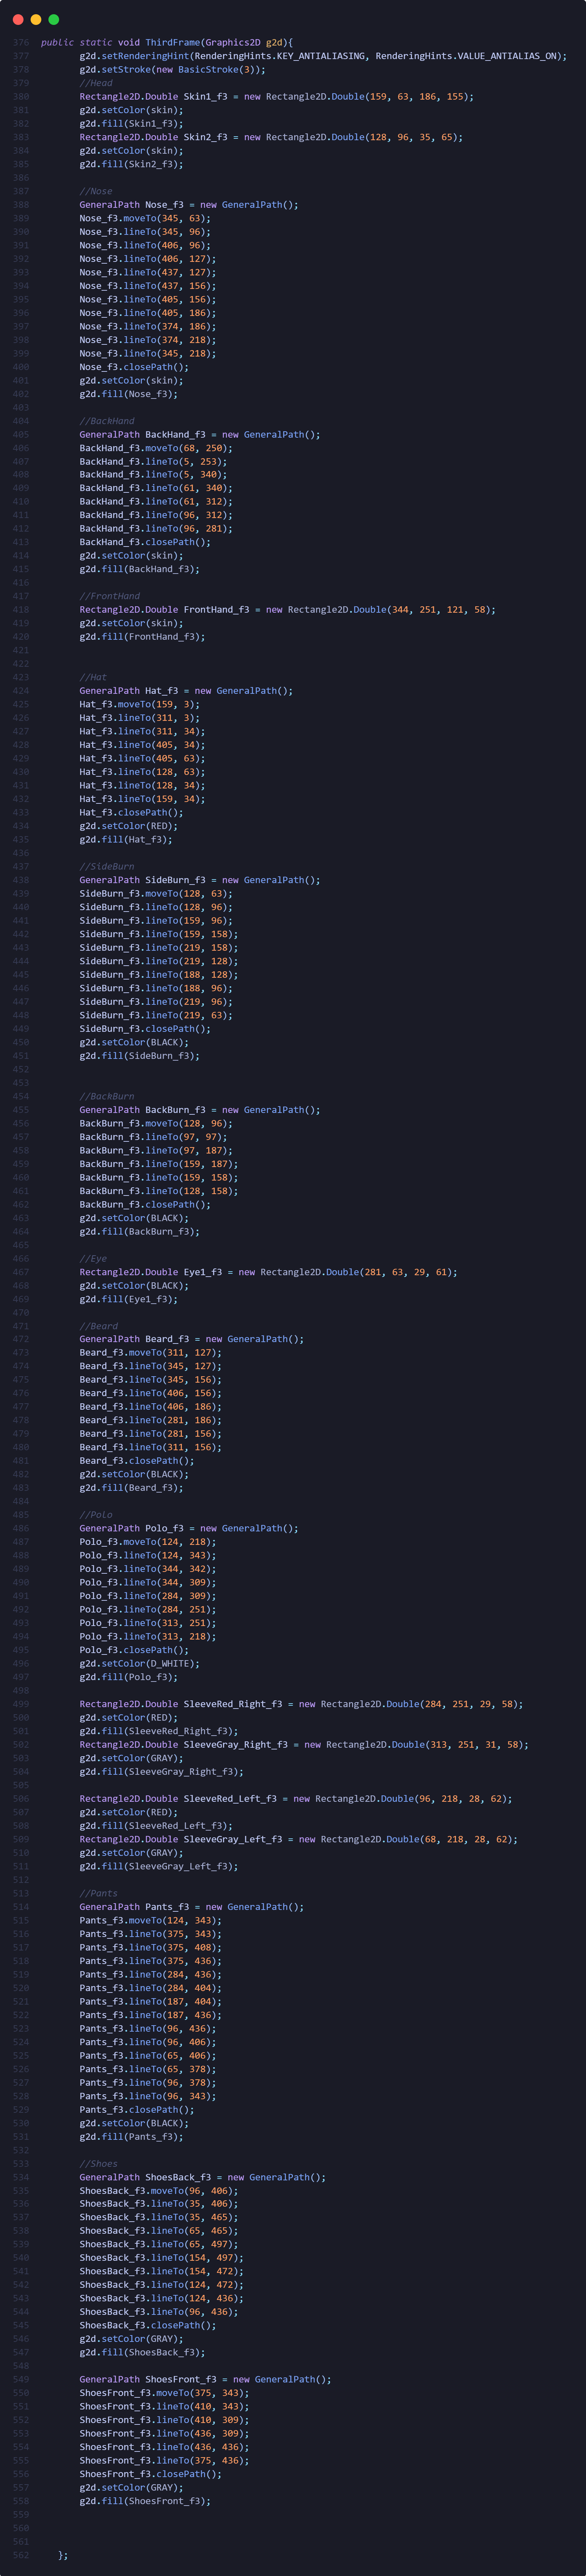 376 public static void ThirdFrame(Graphics2D g2d){
377 g2d.setRenderingHint(RenderingHints.KEY_ANTIALIASING, RenderingHints.VALUE_ANTIALIAS_ON);
378 g2d.setStroke(new BasicStroke(3));
379 //Head
380 Rectangle2D.Double Skin1_f3 = new Rectangle2D.Double(159, 63, 186, 155);
381 g2d.setColor(skin);
382 g2d.fill(Skin1_f3);
383 Rectangle2D.Double Skin2_f3 = new Rectangle2D.Double(128, 96, 35, 65);
384 g2d.setColor(skin);
385 g2d.fill(Skin2_f3);
386
387 //Nose
388 GeneralPath Nose_f3 = new GeneralPath();
389 Nose_f3.moveTo(345, 63);
390 Nose_f3.lineTo(345, 96);
391 Nose_f3.lineTo(406, 96);
392 Nose_f3.lineTo(406, 127);
393 Nose_f3.lineTo(437, 127);
394 Nose_f3.lineTo(437, 156);
395 Nose_f3.lineTo(405, 156);
396 Nose_f3.lineTo(405, 186);
397 Nose_f3.lineTo(374, 186);
398 Nose_f3.lineTo(374, 218);
399 Nose_f3.lineTo(345, 218);
400 Nose_f3.closePath();
401 g2d.setColor(skin);
402 g2d.fill(Nose_f3);
403
404 //BackHand
405 GeneralPath BackHand_f3 = new GeneralPath();
406 BackHand_f3.moveTo(68, 250);
407 BackHand_f3.lineTo(5, 253);
408 BackHand_f3.lineTo(5, 340);
409 BackHand_f3.lineTo(61, 340);
410 BackHand_f3.lineTo(61, 312);
411 BackHand_f3.lineTo(96, 312);
412 BackHand_f3.lineTo(96, 281);
413 BackHand_f3.closePath();
414 g2d.setColor(skin);
415 g2d.fill(BackHand_f3);
416
417 //FrontHand
418 Rectangle2D.Double FrontHand_f3 = new Rectangle2D.Double(344, 251, 121, 58);
419 g2d.setColor(skin);
420 g2d.fill(FrontHand_f3);
421
422
423 //Hat
424 GeneralPath Hat_f3 = new GeneralPath();
425 Hat_f3.moveTo(159, 3);
426 Hat_f3.lineTo(311, 3);
427 Hat_f3.lineTo(311, 34);
428 Hat_f3.lineTo(405, 34);
429 Hat_f3.lineTo(405, 63);
430 Hat_f3.lineTo(128, 63);
431 Hat_f3.lineTo(128, 34);
432 Hat_f3.lineTo(159, 34);
433 Hat_f3.closePath();
434 g2d.setColor(RED);
435 g2d.fill(Hat_f3);
436
437 //SideBurn
438 GeneralPath SideBurn_f3 = new GeneralPath();
439 SideBurn_f3.moveTo(128, 63);
440 SideBurn_f3.lineTo(128, 96);
441 SideBurn_f3.lineTo(159, 96);
442 SideBurn_f3.lineTo(159, 158);
443 SideBurn_f3.lineTo(219, 158);
444 SideBurn_f3.lineTo(219, 128);
445 SideBurn_f3.lineTo(188, 128);
446 SideBurn_f3.lineTo(188, 96);
447 SideBurn_f3.lineTo(219, 96);
448 SideBurn_f3.lineTo(219, 63);
449 SideBurn_f3.closePath();
450 g2d.setColor(BLACK);
451 g2d.fill(SideBurn_f3);
452
453
454 //BackBurn
455 GeneralPath BackBurn_f3 = new GeneralPath();
456 BackBurn_f3.moveTo(128, 96);
457 BackBurn_f3.lineTo(97, 97);
458 BackBurn_f3.lineTo(97, 187);
459 BackBurn_f3.lineTo(159, 187);
460 BackBurn_f3.lineTo(159, 158);
461 BackBurn_f3.lineTo(128, 158);
462 BackBurn_f3.closePath();
463 g2d.setColor(BLACK);
464 g2d.fill(BackBurn_f3);
465
466 //Eye
467 Rectangle2D.Double Eye1_f3 = new Rectangle2D.Double(281, 63, 29, 61);
468 g2d.setColor(BLACK);
469 g2d.fill(Eye1_f3);
470
471 //Beard
472 GeneralPath Beard_f3 = new GeneralPath();
473 Beard_f3.moveTo(311, 127);
474 Beard_f3.lineTo(345, 127);
475 Beard_f3.lineTo(345, 156);
476 Beard_f3.lineTo(406, 156);
477 Beard_f3.lineTo(406, 186);
478 Beard_f3.lineTo(281, 186);
479 Beard_f3.lineTo(281, 156);
480 Beard_f3.lineTo(311, 156);
481 Beard_f3.closePath();
482 g2d.setColor(BLACK);
483 g2d.fill(Beard_f3);
484
485 //Polo
486 GeneralPath Polo_f3 = new GeneralPath();
487 Polo_f3.moveTo(124, 218);
488 Polo_f3.lineTo(124, 343);
489 Polo_f3.lineTo(344, 342);
490 Polo_f3.lineTo(344, 309);
491 Polo_f3.lineTo(284, 309);
492 Polo_f3.lineTo(284, 251);
493 Polo_f3.lineTo(313, 251);
494 Polo_f3.lineTo(313, 218);
495 Polo_f3.closePath();
496 g2d.setColor(D_WHITE);
497 g2d.fill(Polo_f3);
498
499 Rectangle2D.Double SleeveRed_Right_f3 = new Rectangle2D.Double(284, 251, 29, 58);
500 g2d.setColor(RED);
501 g2d.fill(SleeveRed_Right_f3);
502 Rectangle2D.Double SleeveGray_Right_f3 = new Rectangle2D.Double(313, 251, 31, 58);
503 g2d.setColor(GRAY);
504 g2d.fill(SleeveGray_Right_f3);
505
506 Rectangle2D.Double SleeveRed_Left_f3 = new Rectangle2D.Double(96, 218, 28, 62);
507 g2d.setColor(RED);
508 g2d.fill(SleeveRed_Left_f3);
509 Rectangle2D.Double SleeveGray_Left_f3 = new Rectangle2D.Double(68, 218, 28, 62);
510 g2d.setColor(GRAY);
511 g2d.fill(SleeveGray_Left_f3);
512
513 //Pants
514 GeneralPath Pants_f3 = new GeneralPath();
515 Pants_f3.moveTo(124, 343);
516 Pants_f3.lineTo(375, 343);
517 Pants_f3.lineTo(375, 408);
518 Pants_f3.lineTo(375, 436);
519 Pants_f3.lineTo(284, 436);
520 Pants_f3.lineTo(284, 404);
521 Pants_f3.lineTo(187, 404);
522 Pants_f3.lineTo(187, 436);
523 Pants_f3.lineTo(96, 436);
524 Pants_f3.lineTo(96, 406);
525 Pants_f3.lineTo(65, 406);
526 Pants_f3.lineTo(65, 378);
527 Pants_f3.lineTo(96, 378);
528 Pants_f3.lineTo(96, 343);
529 Pants_f3.closePath();
530 g2d.setColor(BLACK);
531 g2d.fill(Pants_f3);
532
533 //Shoes
534 GeneralPath ShoesBack_f3 = new GeneralPath();
535 ShoesBack_f3.moveTo(96, 406);
536 ShoesBack_f3.lineTo(35, 406);
537 ShoesBack_f3.lineTo(35, 465);
538 ShoesBack_f3.lineTo(65, 465);
539 ShoesBack_f3.lineTo(65, 497);
540 ShoesBack_f3.lineTo(154, 497);
541 ShoesBack_f3.lineTo(154, 472);
542 ShoesBack_f3.lineTo(124, 472);
543 ShoesBack_f3.lineTo(124, 436);
544 ShoesBack_f3.lineTo(96, 436);
545 ShoesBack_f3.closePath();
546 g2d.setColor(GRAY);
547 g2d.fill(ShoesBack_f3);
548
549 GeneralPath ShoesFront_f3 = new GeneralPath();
550 ShoesFront_f3.moveTo(375, 343);
551 ShoesFront_f3.lineTo(410, 343);
552 ShoesFront_f3.lineTo(410, 309);
553 ShoesFront_f3.lineTo(436, 309);
554 ShoesFront_f3.lineTo(436, 436);
555 ShoesFront_f3.lineTo(375, 436);
556 ShoesFront_f3.closePath();
557 g2d.setColor(GRAY);
558 g2d.fill(ShoesFront_f3);
559
560
561
562 };